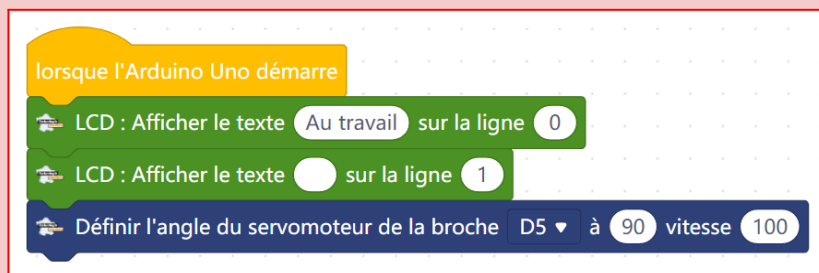 lorsque l'Arduino Uno démarre
LCD : Afficher le texte Au travail sur la ligne 0
LCD : Afficher le texte sur la ligne 1
Définir l'angle du servomoteur de la broche D5 à 90 vitesse 100